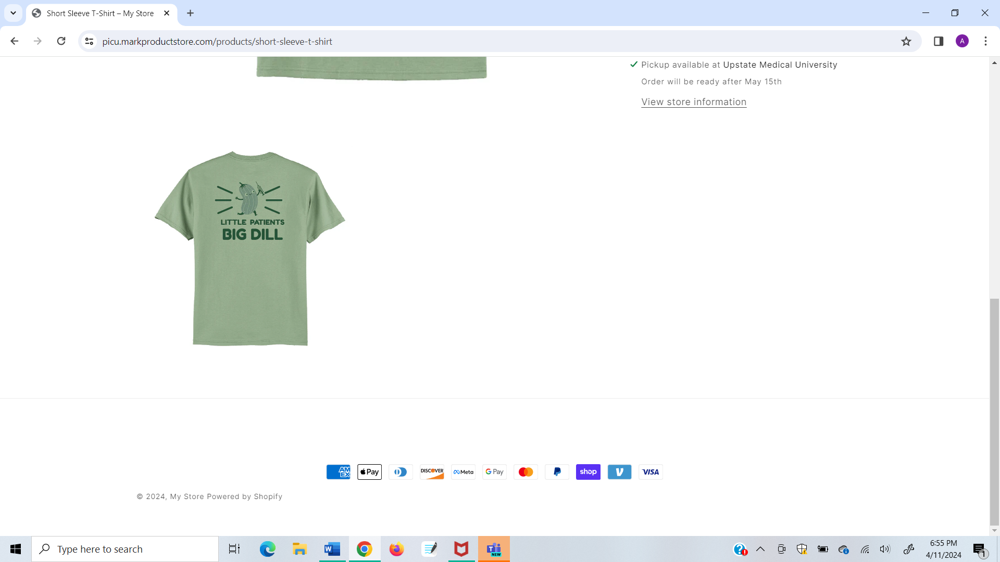 Short Sleeve T-Shirt – My Store
picu.markproductstore.com/products/short-sleeve-t-shirt
A
Pickup available at Upstate Medical University
Order will be ready after May 15th
View store information
LITTLE PATIENTS
BIG DILL
AM EX
Pay
DISCOVER
Meta
G Pay
shop
VISA
© 2024, My Store Powered by Shopify
Type here to search
W
T
NEW
6:55 PM
4/11/2024
1